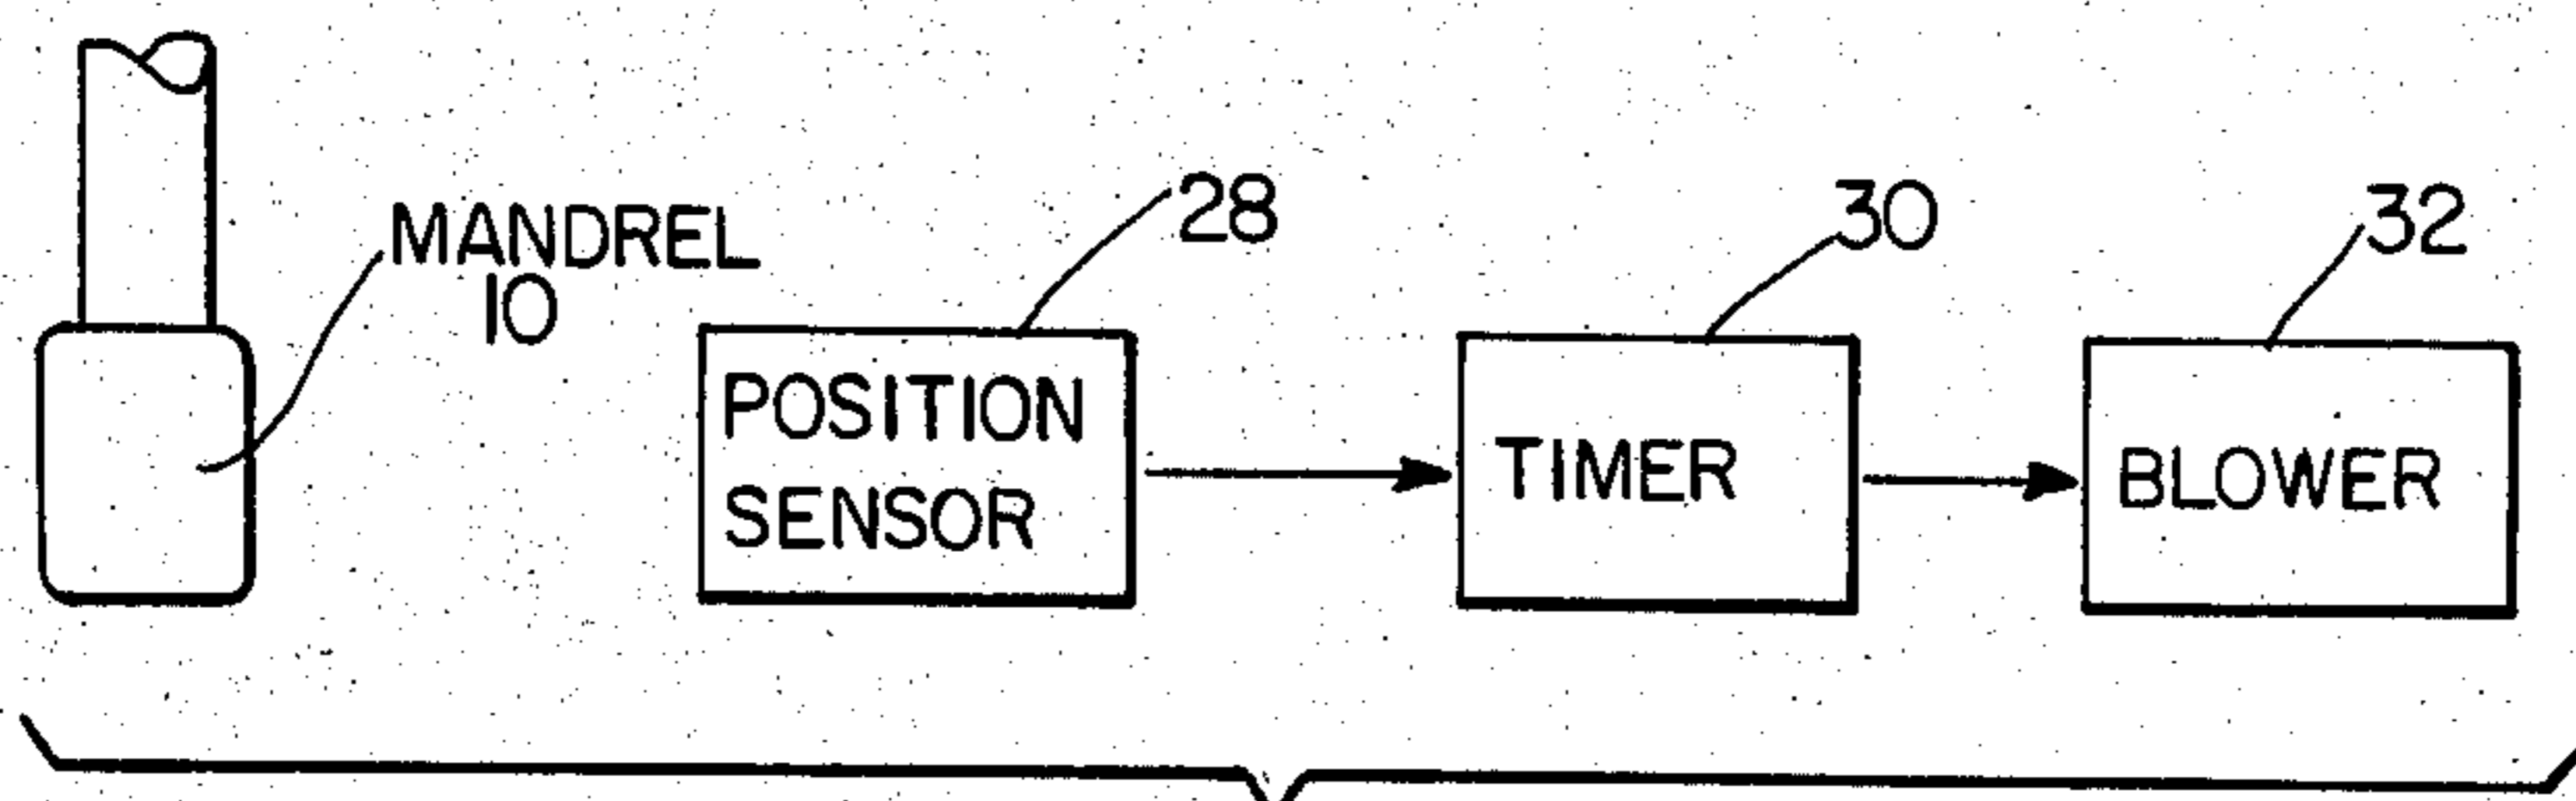 28
30
32
MANDREL
10
POSITION
SENSOR
TIMER
BLOWER